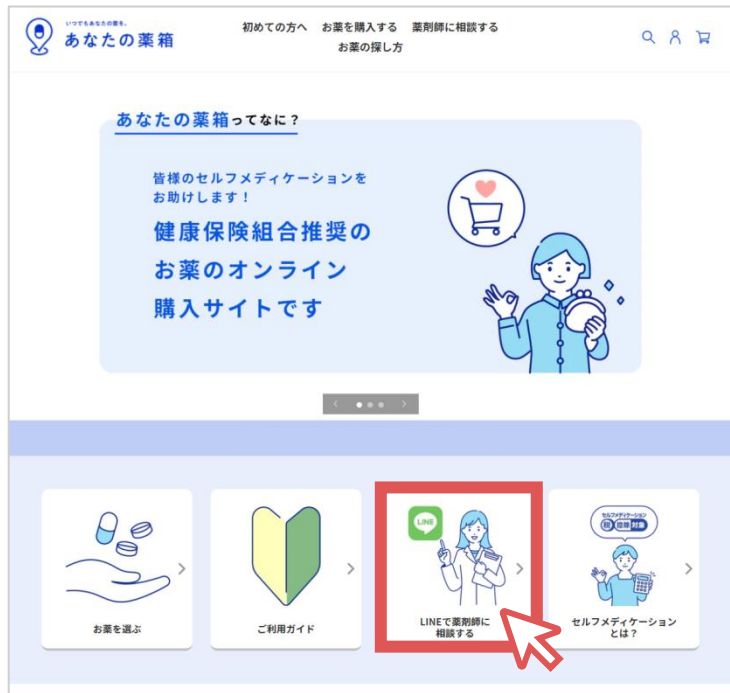 いつでもあなたの薬を。
あなたの薬箱
初めての方へ お薬を購入する 薬剤師に相談する
お薬の探し方
あなたの薬箱ってなに？
皆様のセルフメディケーションを
お助けします！
健康保険組合推奨の
お薬のオンライン
購入サイトです
LINE
セルフメディケーション
税 控除 対象
お薬を選ぶ
ご利用ガイド
LINEで薬剤師に
相談する
セルフメディケーション
とは？